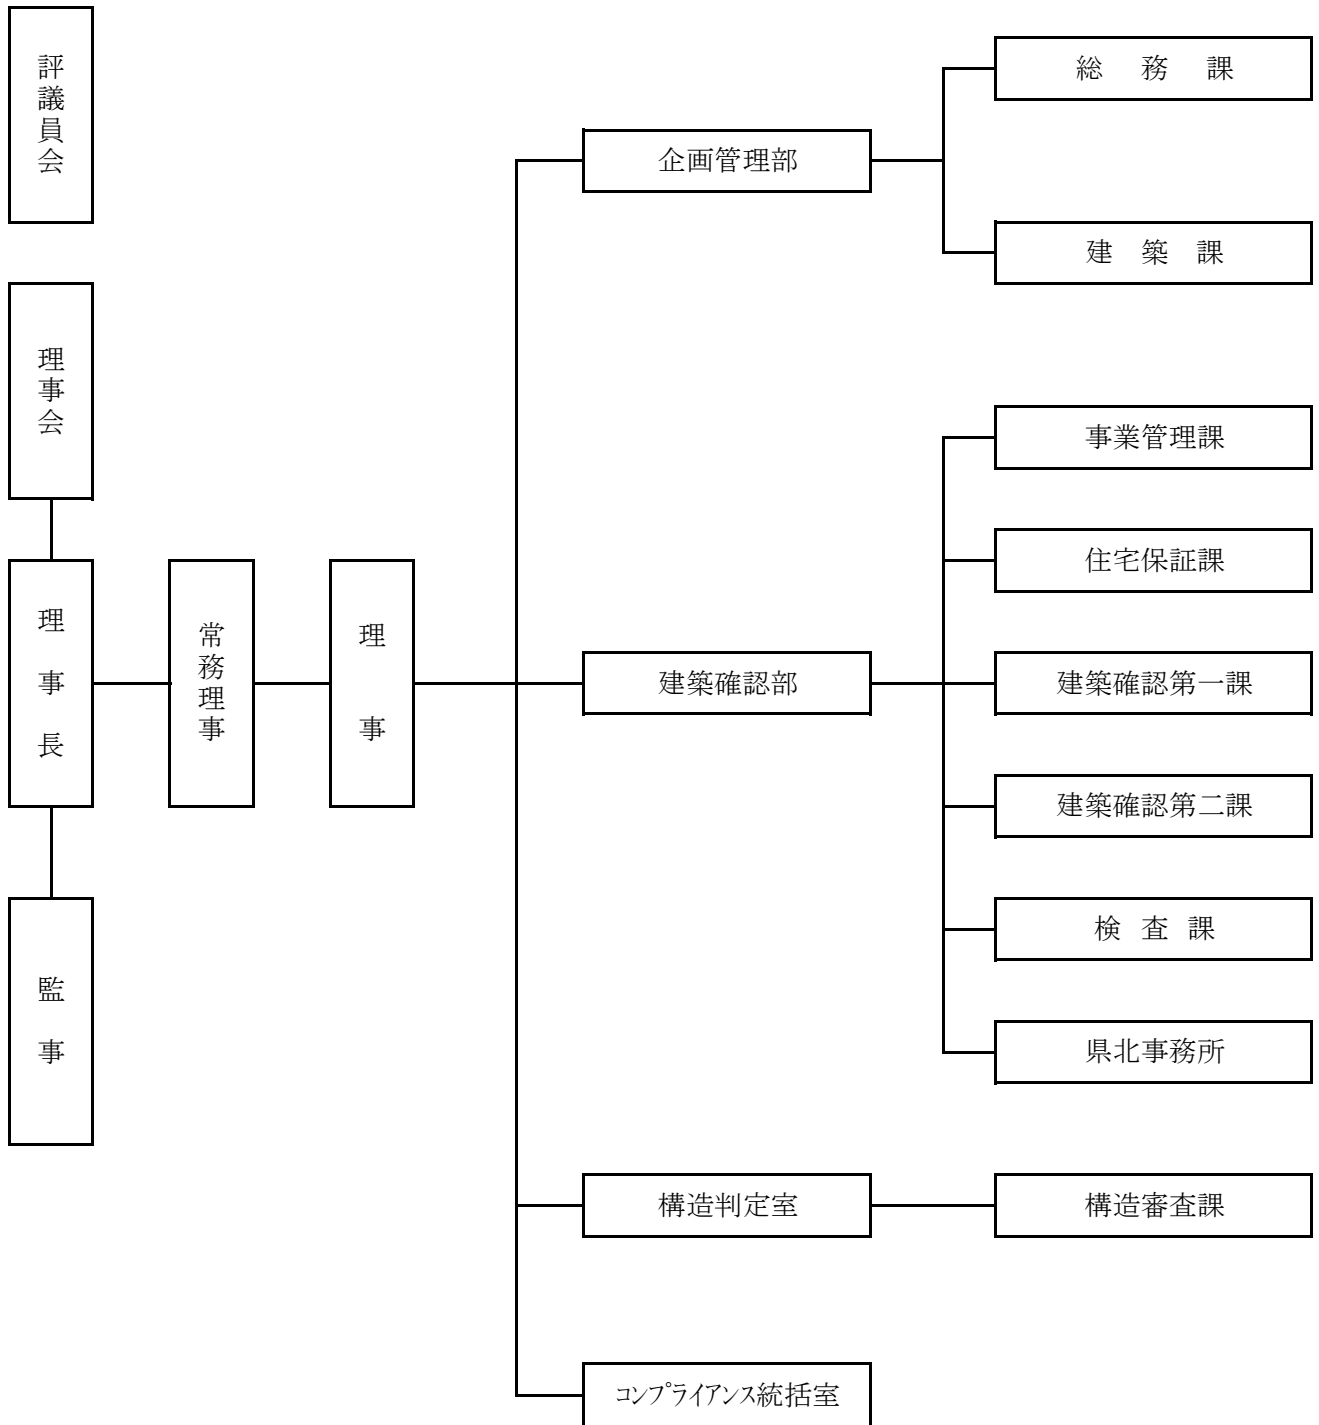 評議員会
理事会
理事長
監事
常務理事
理事
企画管理部
総務課
建築課
建築確認部
事業管理課
住宅保証課
建築確認第一課
建築確認第二課
検査課
県北事務所
構造判定室
構造審査課
コンプライアンス統括室